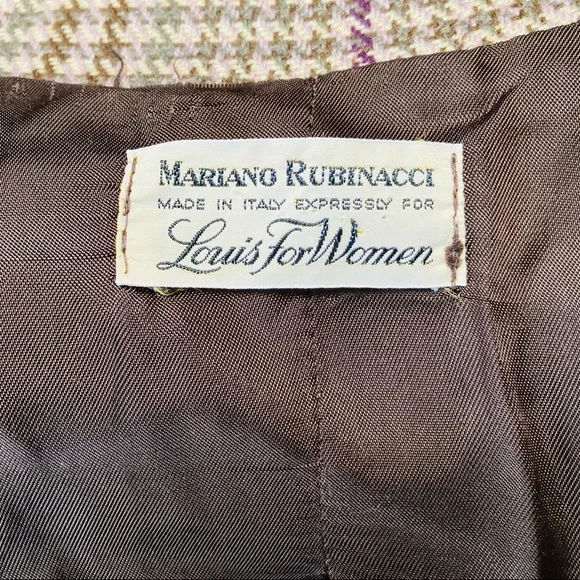 MARIANO RUBINACCI
MADE IN ITALY EXPRESSLY FOR
Louis For Women